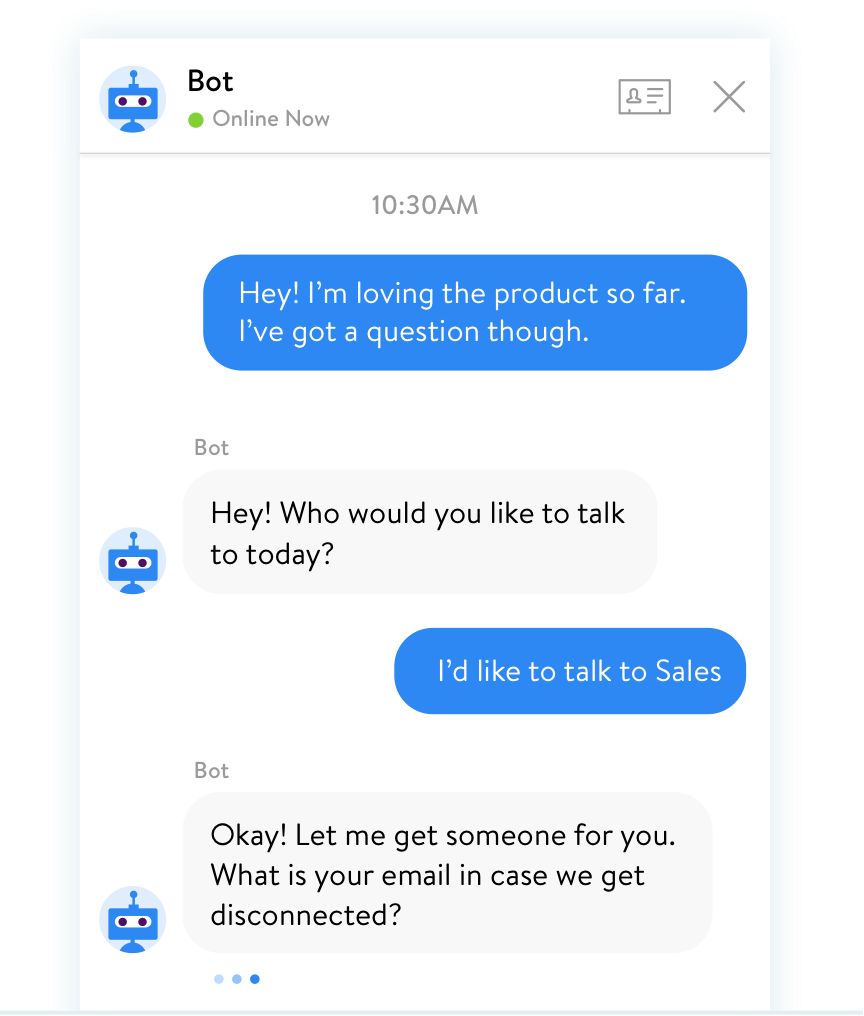 Bot
Online Now
10:30AM
Hey! I’m loving the product so far.
I’ve got a question though.
Bot
Hey! Who would you like to talk
to today?
I’d like to talk to Sales
Bot
Okay! Let me get someone for you.
What is your email in case we get
disconnected?